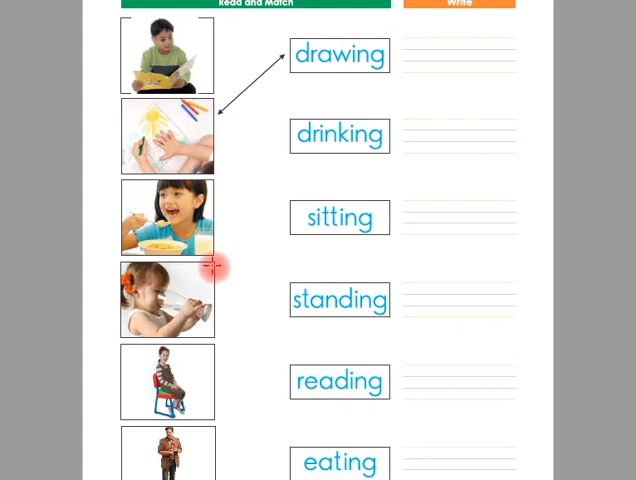 Read and Match
Write
drawing
drinking
sitting
standing
reading
eating